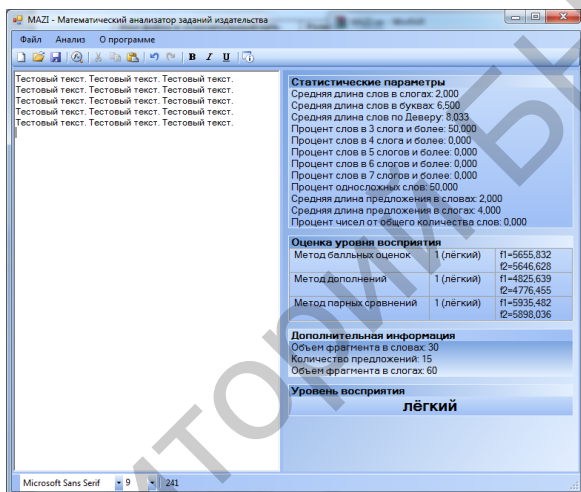 MAZI - Математический анализатор заданий издательства
Файл Анализ О программе
B I U
Тестовый текст. Тестовый текст. Тестовый текст.
Тестовый текст. Тестовый текст. Тестовый текст.
Тестовый текст. Тестовый текст. Тестовый текст.
Тестовый текст. Тестовый текст. Тестовый текст.
Тестовый текст. Тестовый текст. Тестовый текст.
Статистические параметры
Средняя длина слов в слогах: 2,000
Средняя длина слов в буквах: 6,500
Средняя длина слов по Деверу: 8,033
Процент слов в 3 слога и более: 50,000
Процент слов в 4 слога и более: 0,000
Процент слов в 5 слогов и более: 0,000
Процент слов в 6 слогов и более: 0,000
Процент слов в 7 слогов и более: 0,000
Процент односложных слов: 50,000
Средняя длина предложения в словах: 2,000
Средняя длина предложения в слогах: 4,000
Процент чисел от общего количества слов: 0,000
Оценка уровня восприятия
Метод балльных оценок 1 (лёгкий) f1=5655,832
f2=5646,628
Метод дополнений 1 (лёгкий) f1=4825,639
f2=4776,455
Метод парных сравнений 1 (лёгкий) f1=5935,482
f2=5898,036
Дополнительная информация
Объем фрагмента в словах: 30
Количество предложений: 15
Объем фрагмента в слогах: 60
Уровень восприятия
лёгкий
Microsoft Sans Serif 9 241